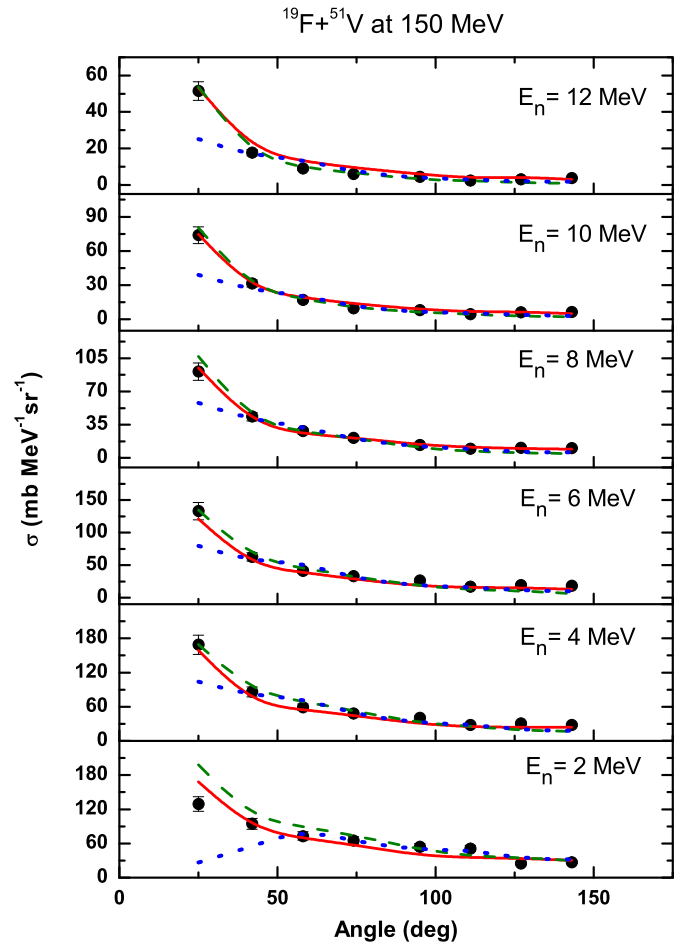 ¹⁹F+⁵¹V at 150 MeV
60
40
20
0
Eₙ= 12 MeV
90
60
30
0
Eₙ= 10 MeV
105
70
35
0
Eₙ= 8 MeV
150
100
50
0
Eₙ= 6 MeV
180
120
60
0
Eₙ= 4 MeV
180
120
60
0
Eₙ= 2 MeV
σ (mb MeV⁻¹sr⁻¹)
0 50 100 150
Angle (deg)